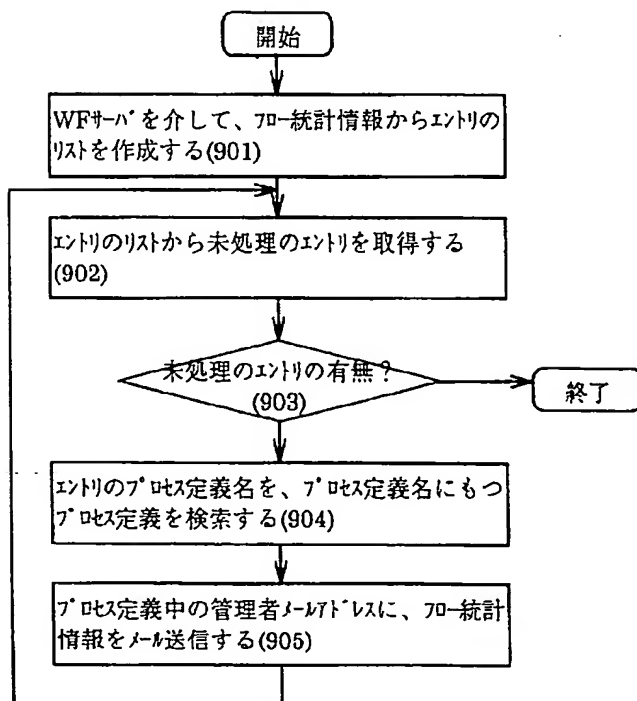 開始
WFサーバを介して、フロー統計情報からエントリの
リストを作成する(901)
エントリのリストから未処理のエントリを取得する
(902)
未処理のエントリの有無？
(903)
終了
エントリのプロセス定義名を、プロセス定義名にもつ
プロセス定義を検索する(904)
プロセス定義中の管理者メールアドレスに、フロー統計
情報をメール送信する(905)